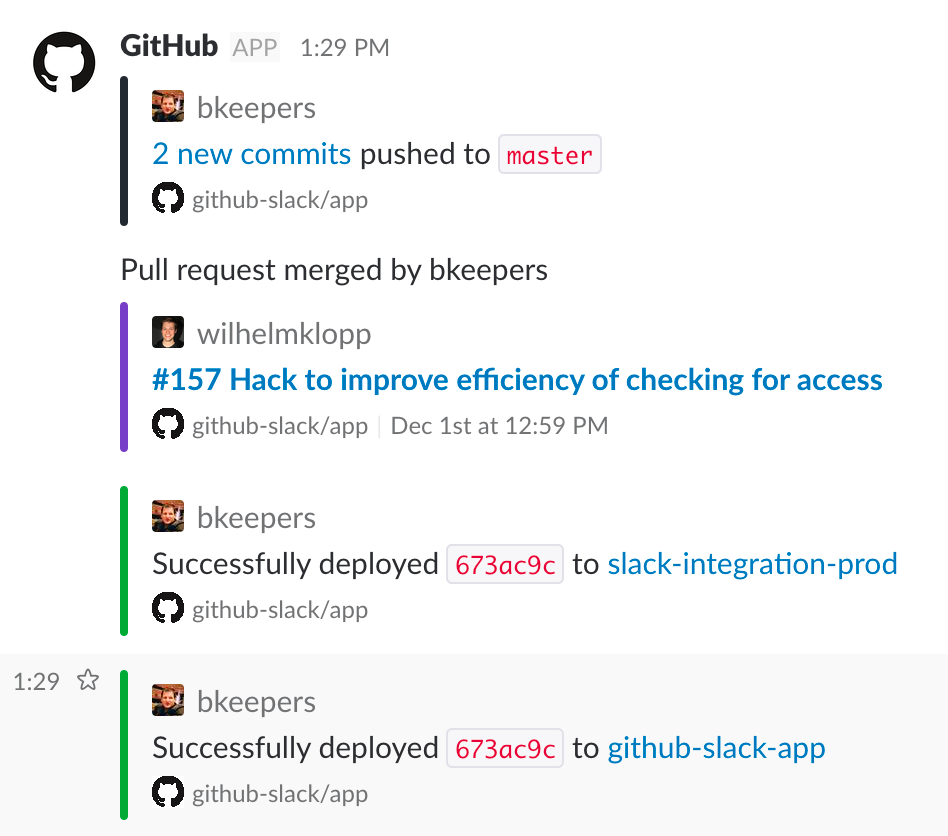 GitHub APP 1:29 PM
bkeepers
2 new commits pushed to master
github-slack/app
Pull request merged by bkeepers
wilhelmklopp
#157 Hack to improve efficiency of checking for access
github-slack/app | Dec 1st at 12:59 PM
bkeepers
Successfully deployed 673ac9c to slack-integration-prod
github-slack/app
1:29
bkeepers
Successfully deployed 673ac9c to github-slack-app
github-slack/app